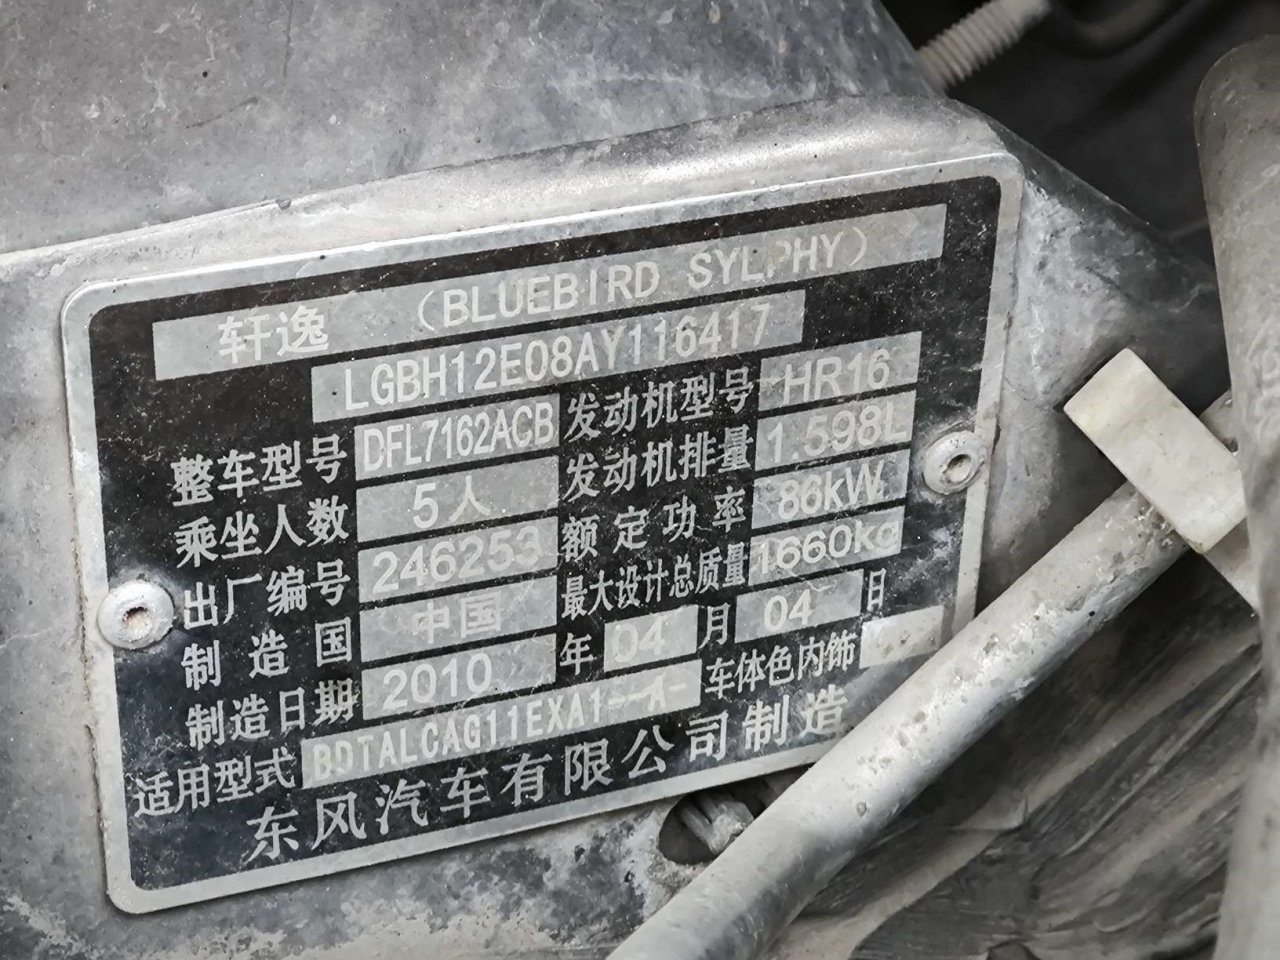 轩逸 (BLUEBIRD SYLPHY)
LGBH12E08AY116417
整车型号 DFL7162ACB 发动机型号 HR16
乘坐人数 5人 发动机排量 1.598L
出厂编号 246253 额定功率 86kW
制造国 中国 最大设计总质量 1660kg
制造日期 2010 年 04 月 04 日
适用型式 BDTALCAG11EXA1--A- 车体色内饰
东风汽车有限公司制造